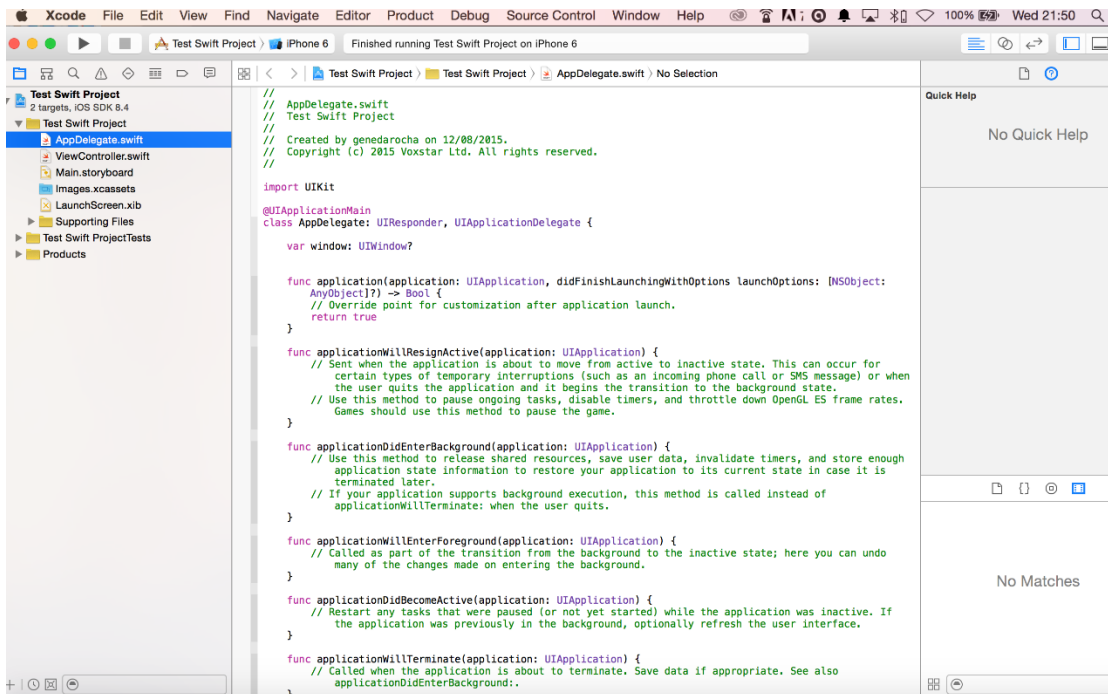 Xcode File Edit View Find Navigate Editor Product Debug Source Control Window Help 100% Wed 21:50
Test Swift Project iPhone 6 Finished running Test Swift Project on iPhone 6
Test Swift Project Test Swift Project AppDelegate.swift No Selection
Test Swift Project
2 targets, iOS SDK 8.4
Test Swift Project
AppDelegate.swift
ViewController.swift
Main.storyboard
Images.xcassets
LaunchScreen.xib
Supporting Files
Test Swift ProjectTests
Products
//
// AppDelegate.swift
// Test Swift Project
//
// Created by genedarocha on 12/08/2015.
// Copyright (c) 2015 Voxstar Ltd. All rights reserved.
//
import UIKit
@UIApplicationMain
class AppDelegate: UIResponder, UIApplicationDelegate {
var window: UIWindow?
func application(application: UIApplication, didFinishLaunchingWithOptions launchOptions: [NSObject:
AnyObject]?) -> Bool {
// Override point for customization after application launch.
return true
}
func applicationWillResignActive(application: UIApplication) {
// Sent when the application is about to move from active to inactive state. This can occur for
certain types of temporary interruptions (such as an incoming phone call or SMS message) or when
the user quits the application and it begins the transition to the background state.
// Use this method to pause ongoing tasks, disable timers, and throttle down OpenGL ES frame rates.
Games should use this method to pause the game.
}
func applicationDidEnterBackground(application: UIApplication) {
// Use this method to release shared resources, save user data, invalidate timers, and store enough
application state information to restore your application to its current state in case it is
terminated later.
// If your application supports background execution, this method is called instead of
applicationWillTerminate: when the user quits.
}
func applicationWillEnterForeground(application: UIApplication) {
// Called as part of the transition from the background to the inactive state; here you can undo
many of the changes made on entering the background.
}
func applicationDidBecomeActive(application: UIApplication) {
// Restart any tasks that were paused (or not yet started) while the application was inactive. If
the application was previously in the background, optionally refresh the user interface.
}
func applicationWillTerminate(application: UIApplication) {
// Called when the application is about to terminate. Save data if appropriate. See also
applicationDidEnterBackground:.
}
Quick Help
No Quick Help
{}
No Matches